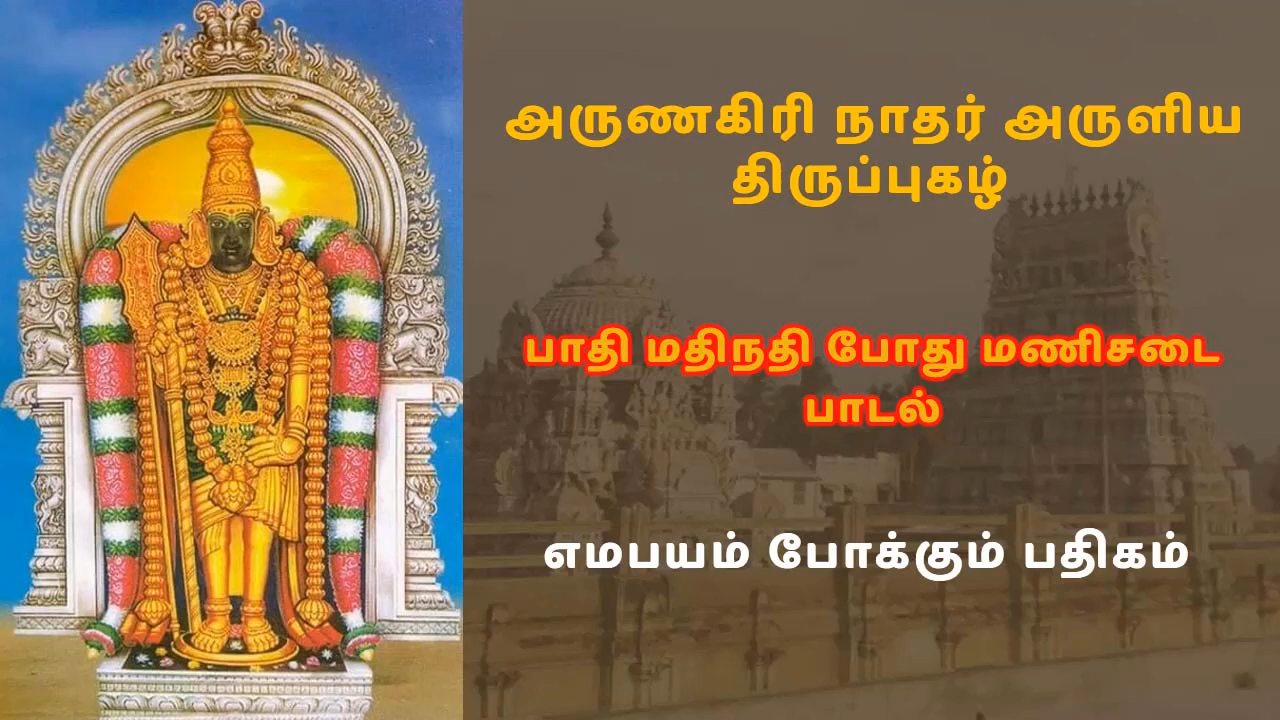 அருணகிரி நாதர் அருளிய
திருப்புகழ்
பாதி மதிநதி போது மணிசடை
பாடல்
எமபயம் போக்கும் பதிகம்